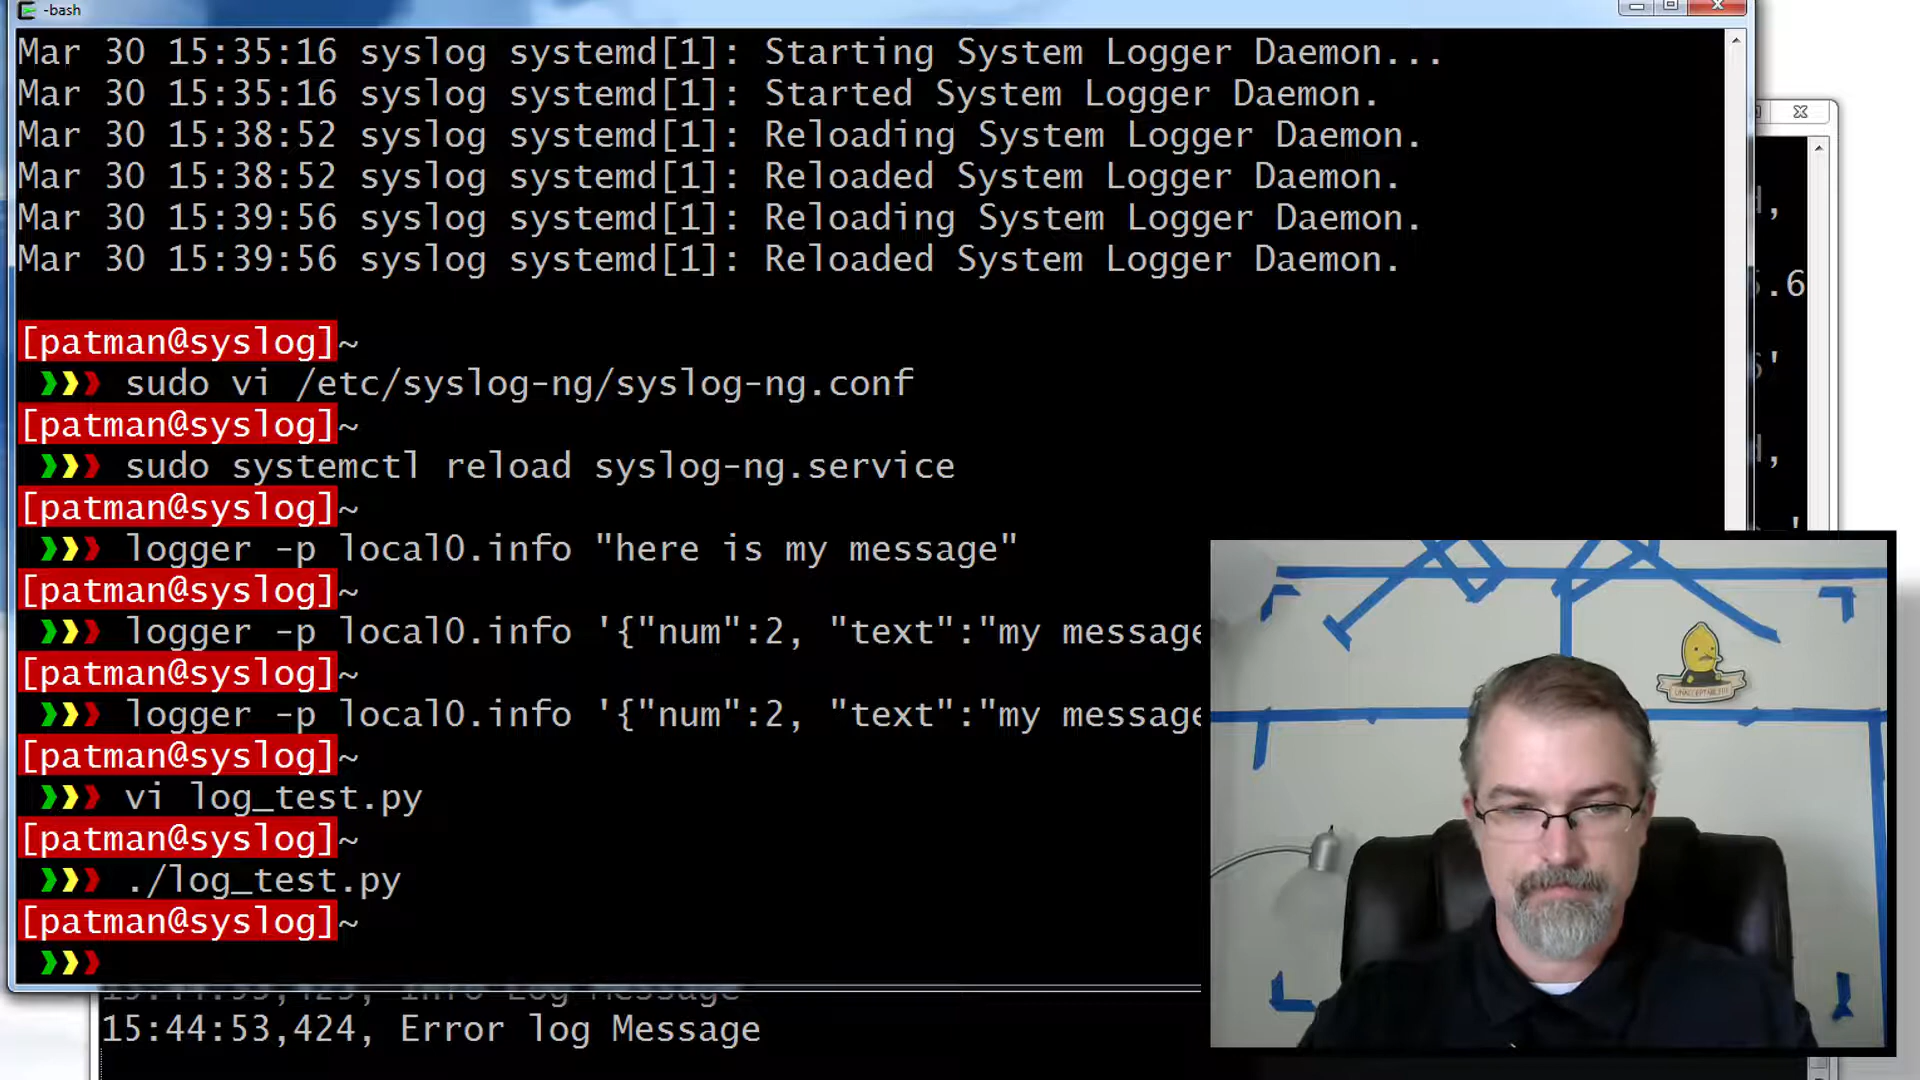 -bash
Mar 30 15:35:16 syslog systemd[1]: Starting System Logger Daemon...
Mar 30 15:35:16 syslog systemd[1]: Started System Logger Daemon.
Mar 30 15:38:52 syslog systemd[1]: Reloading System Logger Daemon.
Mar 30 15:38:52 syslog systemd[1]: Reloaded System Logger Daemon.
Mar 30 15:39:56 syslog systemd[1]: Reloading System Logger Daemon.
Mar 30 15:39:56 syslog systemd[1]: Reloaded System Logger Daemon.
[patman@syslog]~
❯❯❯ sudo vi /etc/syslog-ng/syslog-ng.conf
[patman@syslog]~
❯❯❯ sudo systemctl reload syslog-ng.service
[patman@syslog]~
❯❯❯ logger -p local0.info "here is my message"
[patman@syslog]~
❯❯❯ logger -p local0.info '{"num":2, "text":"my message
[patman@syslog]~
❯❯❯ logger -p local0.info '{"num":2, "text":"my message
[patman@syslog]~
❯❯❯ vi log_test.py
[patman@syslog]~
❯❯❯ ./log_test.py
[patman@syslog]~
❯❯❯
Info Log Message
15:44:53,424, Error log Message
UNACCEPTABLE!!!